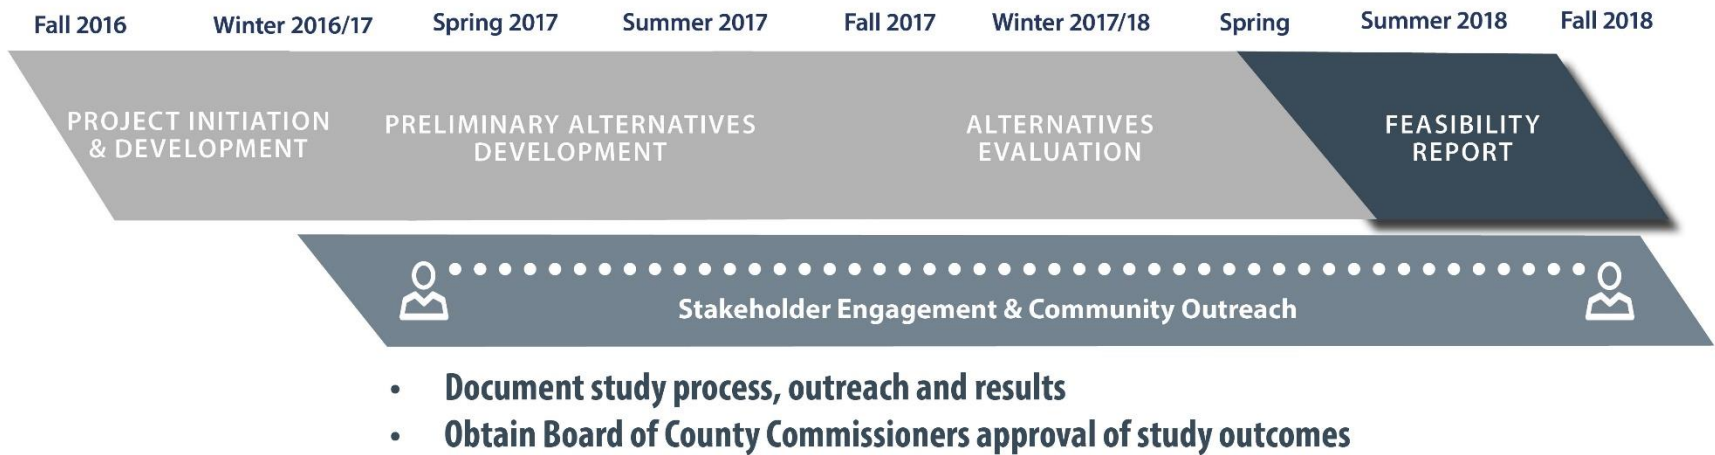 Fall 2016 Winter 2016/17 Spring 2017 Summer 2017 Fall 2017 Winter 2017/18 Spring Summer 2018 Fall 2018
PROJECT INITIATION
& DEVELOPMENT
PRELIMINARY ALTERNATIVES
DEVELOPMENT
ALTERNATIVES
EVALUATION
FEASIBILITY
REPORT
Stakeholder Engagement & Community Outreach
• Document study process, outreach and results
• Obtain Board of County Commissioners approval of study outcomes